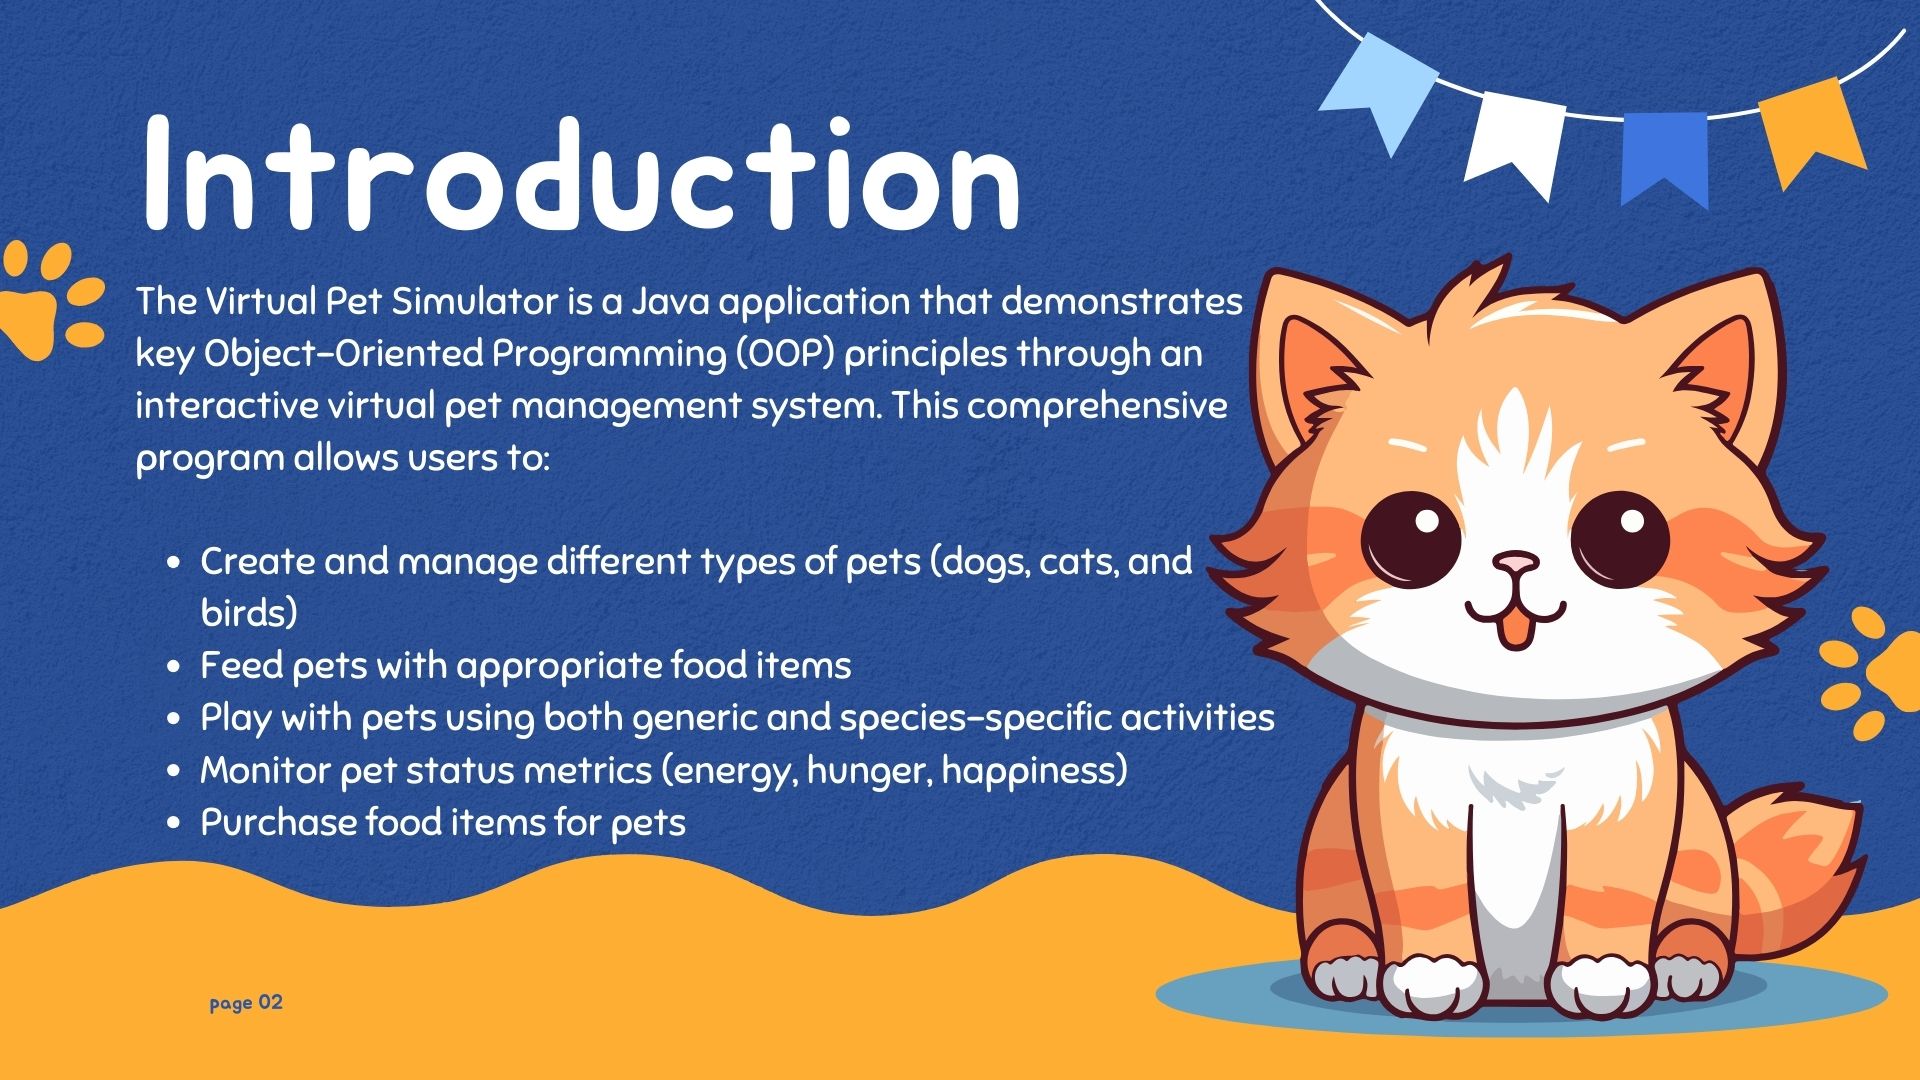 Introduction
The Virtual Pet Simulator is a Java application that demonstrates
key Object-Oriented Programming (OOP) principles through an
interactive virtual pet management system. This comprehensive
program allows users to:
• Create and manage different types of pets (dogs, cats, and
birds)
• Feed pets with appropriate food items
• Play with pets using both generic and species-specific activities
• Monitor pet status metrics (energy, hunger, happiness)
• Purchase food items for pets
page 02